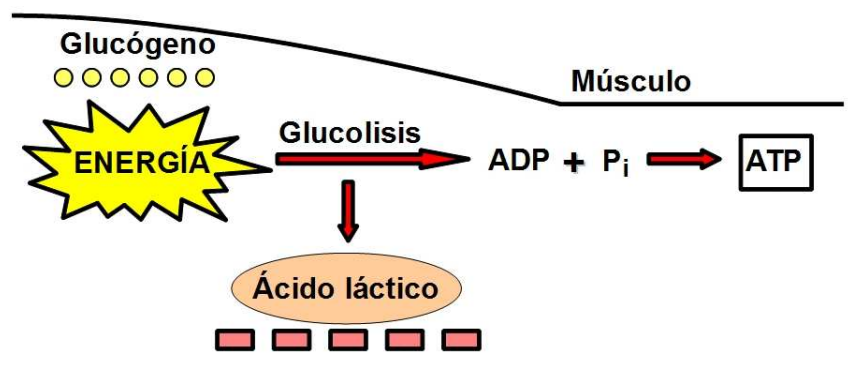 Glucógeno
Músculo
Glucolisis
ENERGÍA
ADP + Pi
ATP
Ácido láctico